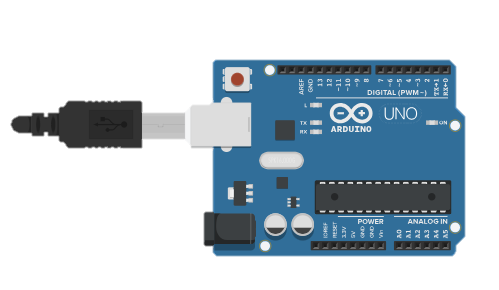 AREF
GND
13
12
~11
~10
~9
8
7
~6
~5
4
~3
2
TX→1
RX←0
DIGITAL (PWM~)
L
TX
RX
UNO
ARDUINO
ON
POWER
ANALOG IN
IOREF
RESET
3.3V
5V
GND
GND
Vin
A0
A1
A2
A3
A4
A5